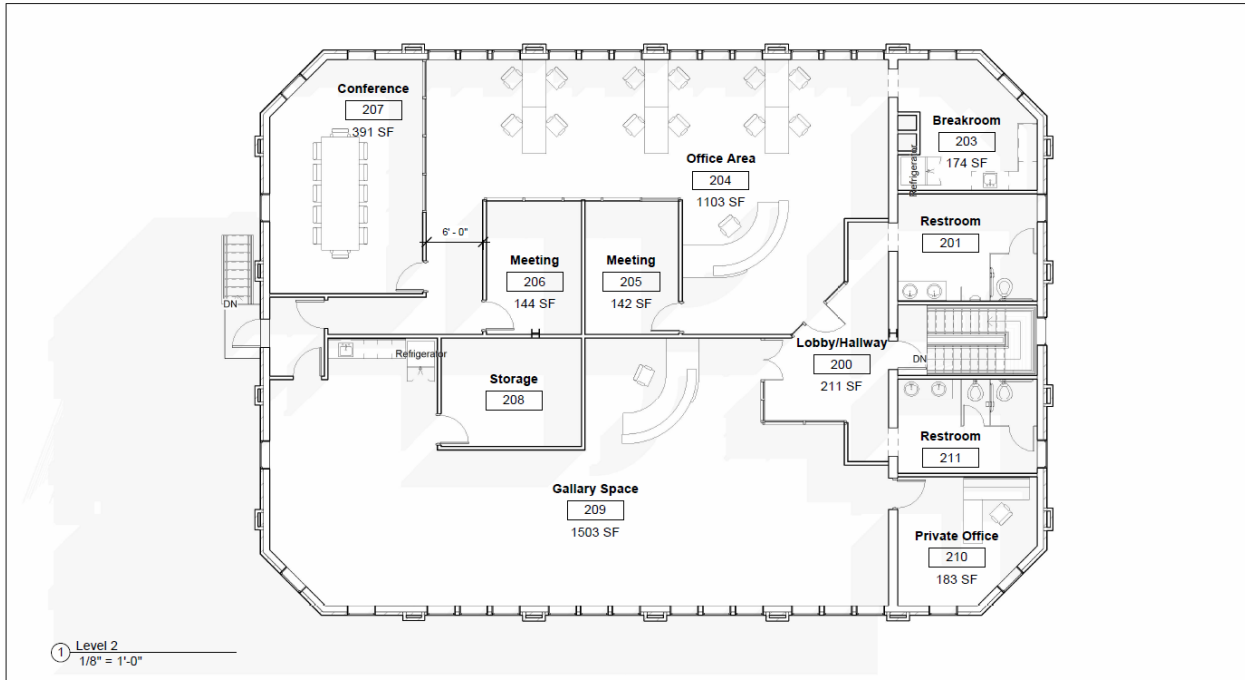 Conference
207
391 SF
Breakroom
203
174 SF
Refrigerator
Office Area
204
1103 SF
Restroom
201
6' - 0"
Meeting
206
144 SF
Meeting
205
142 SF
DN
Lobby/Hallway
200
211 SF
DN
Refrigerator
Storage
208
Restroom
211
Gallary Space
209
1503 SF
Private Office
210
183 SF
1
Level 2
1/8" = 1'-0"